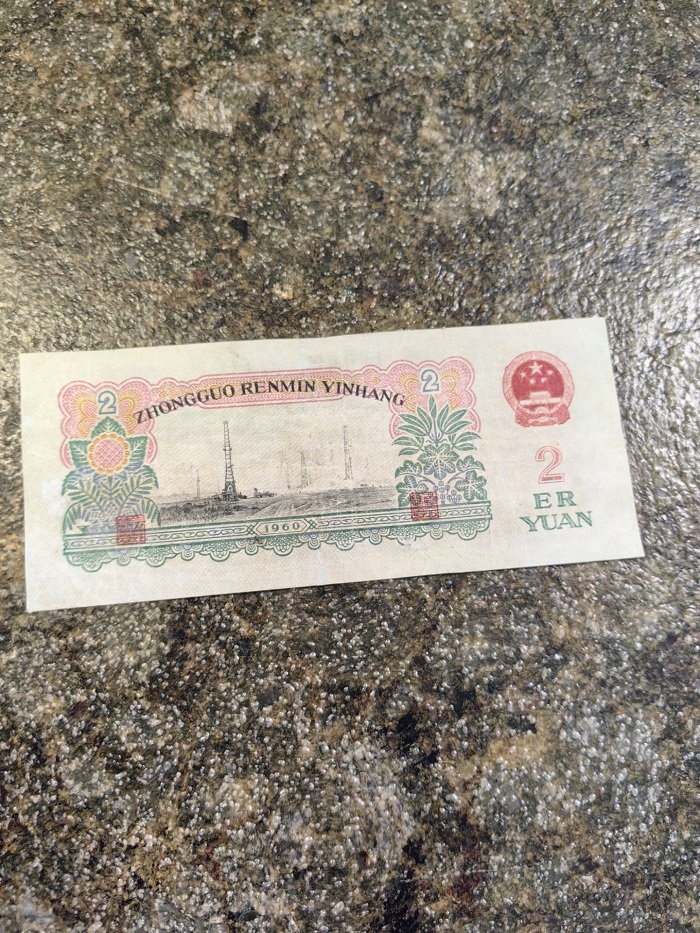 2 2
ZHONGGUO RENMIN YINHANG
1960
2
ER
YUAN